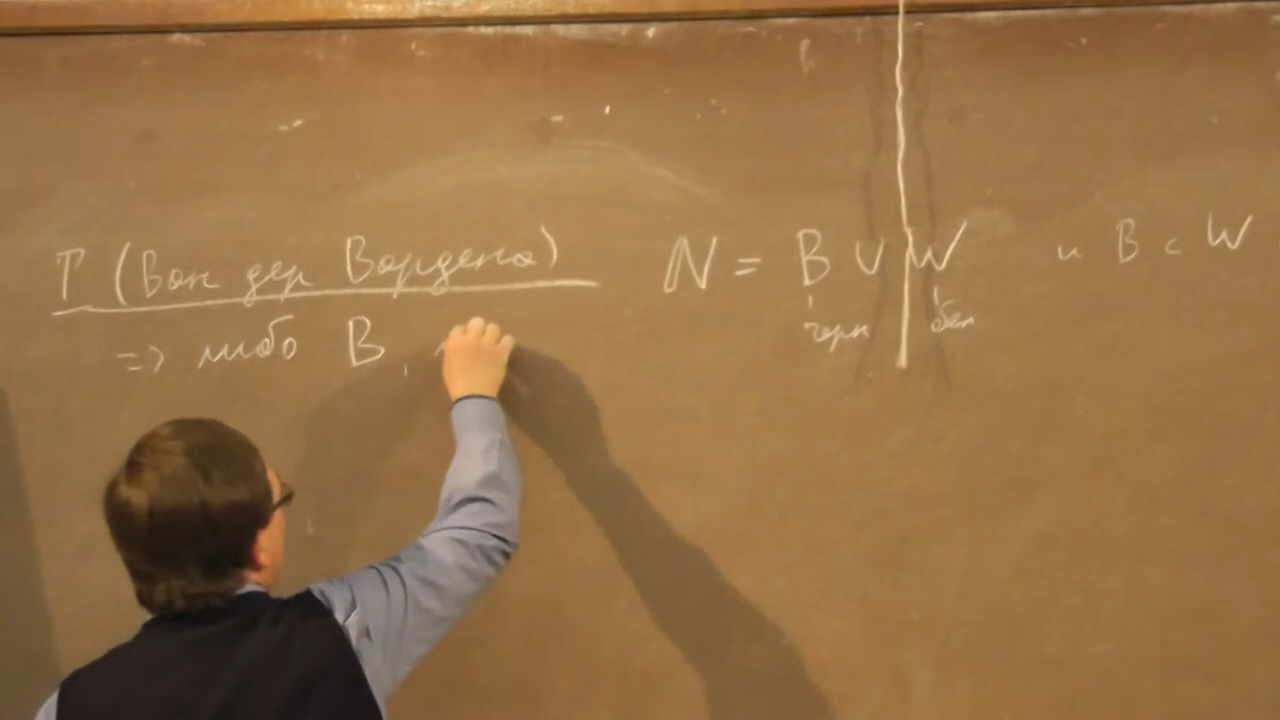 Т (Ван дер Вардена) N = B ∪ W и B c W
черн бел
=> либо B,